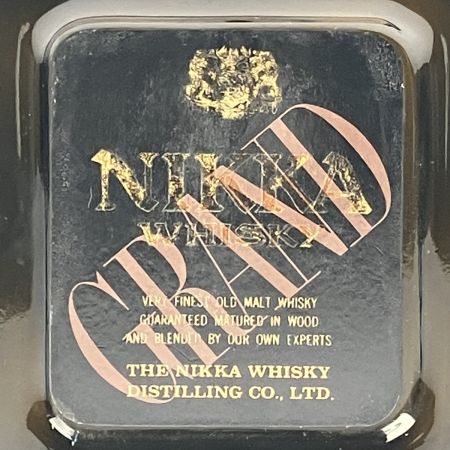 NIKKA
WHISKY
GRAND
VERY FINEST OLD MALT WHISKY
GUARANTEED MATURED IN WOOD
AND BLENDED BY OUR OWN EXPERTS
THE NIKKA WHISKY
DISTILLING CO., LTD.